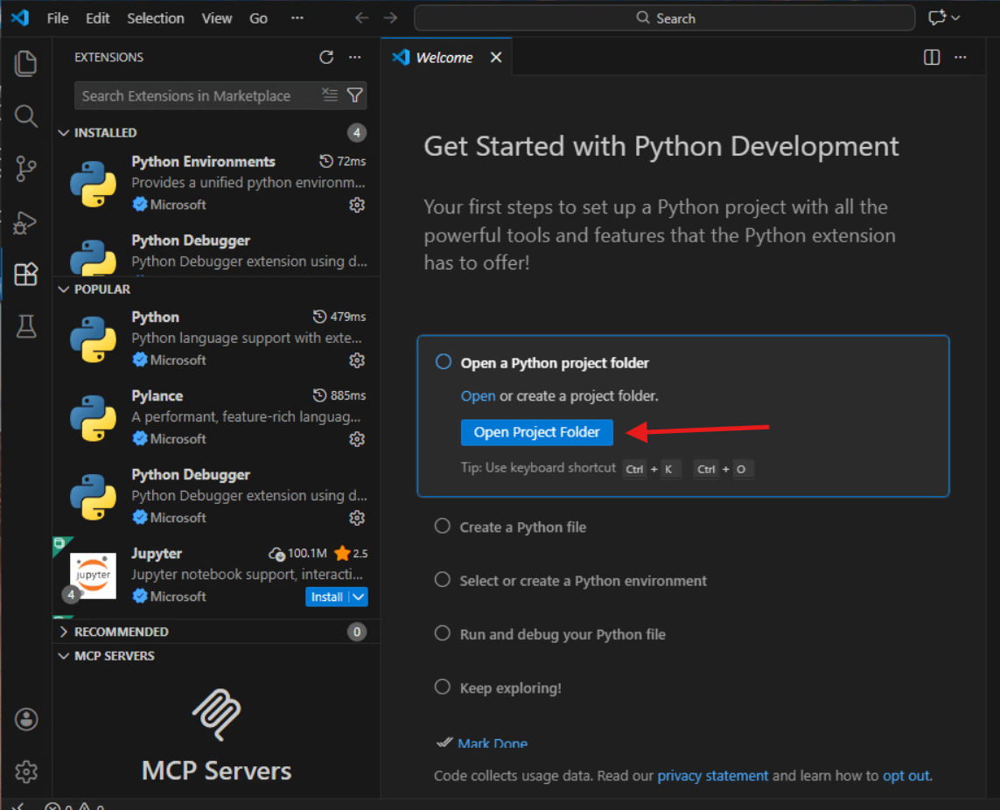 File Edit Selection View Go ···
Search
EXTENSIONS
Welcome
Search Extensions in Marketplace
INSTALLED 4
Python Environments 72ms
Provides a unified python environm...
Microsoft
Python Debugger
Python Debugger extension using d...
POPULAR
Python 479ms
Python language support with exte...
Microsoft
Pylance 885ms
A performant, feature-rich languag...
Microsoft
Python Debugger
Python Debugger extension using d...
Microsoft
Jupyter 100.1M 2.5
jupyter
Jupyter notebook support, interacti...
4
Microsoft Install
RECOMMENDED 0
MCP SERVERS
MCP Servers
Get Started with Python Development
Your first steps to set up a Python project with all the
powerful tools and features that the Python extension
has to offer!
Open a Python project folder
Open or create a project folder.
Open Project Folder
Tip: Use keyboard shortcut Ctrl + K Ctrl + O
Create a Python file
Select or create a Python environment
Run and debug your Python file
Keep exploring!
Mark Done
Code collects usage data. Read our privacy statement and learn how to opt out.
0 0